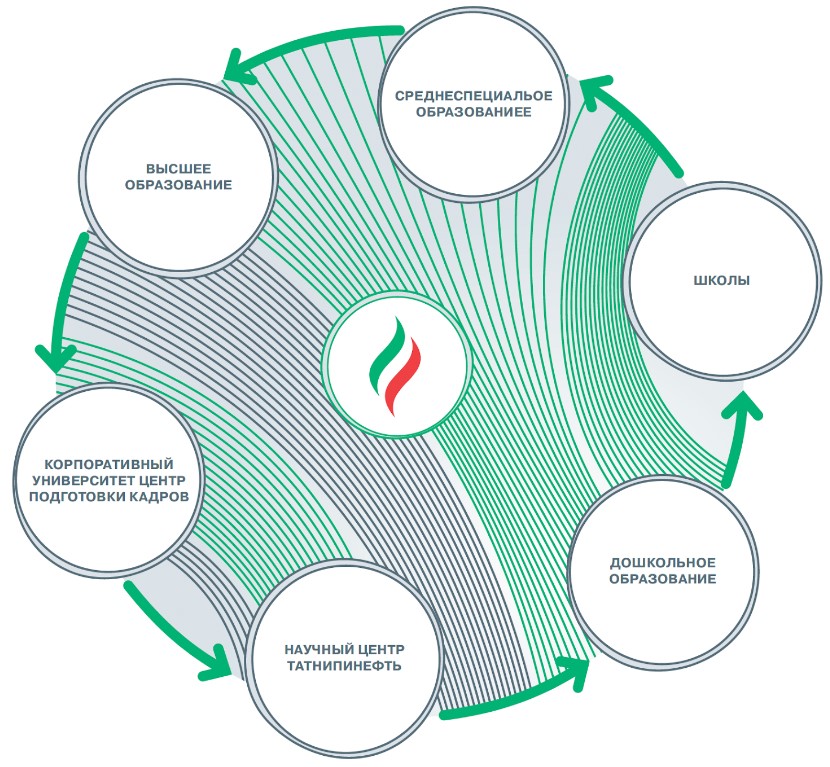 СРЕДНЕСПЕЦИАЛЬОЕ
ОБРАЗОВАНИЕЕ
ВЫСШЕЕ
ОБРАЗОВАНИЕ
ШКОЛЫ
КОРПОРАТИВНЫЙ
УНИВЕРСИТЕТ ЦЕНТР
ПОДГОТОВКИ КАДРОВ
ДОШКОЛЬНОЕ
ОБРАЗОВАНИЕ
НАУЧНЫЙ ЦЕНТР
ТАТНИПИНЕФТЬ